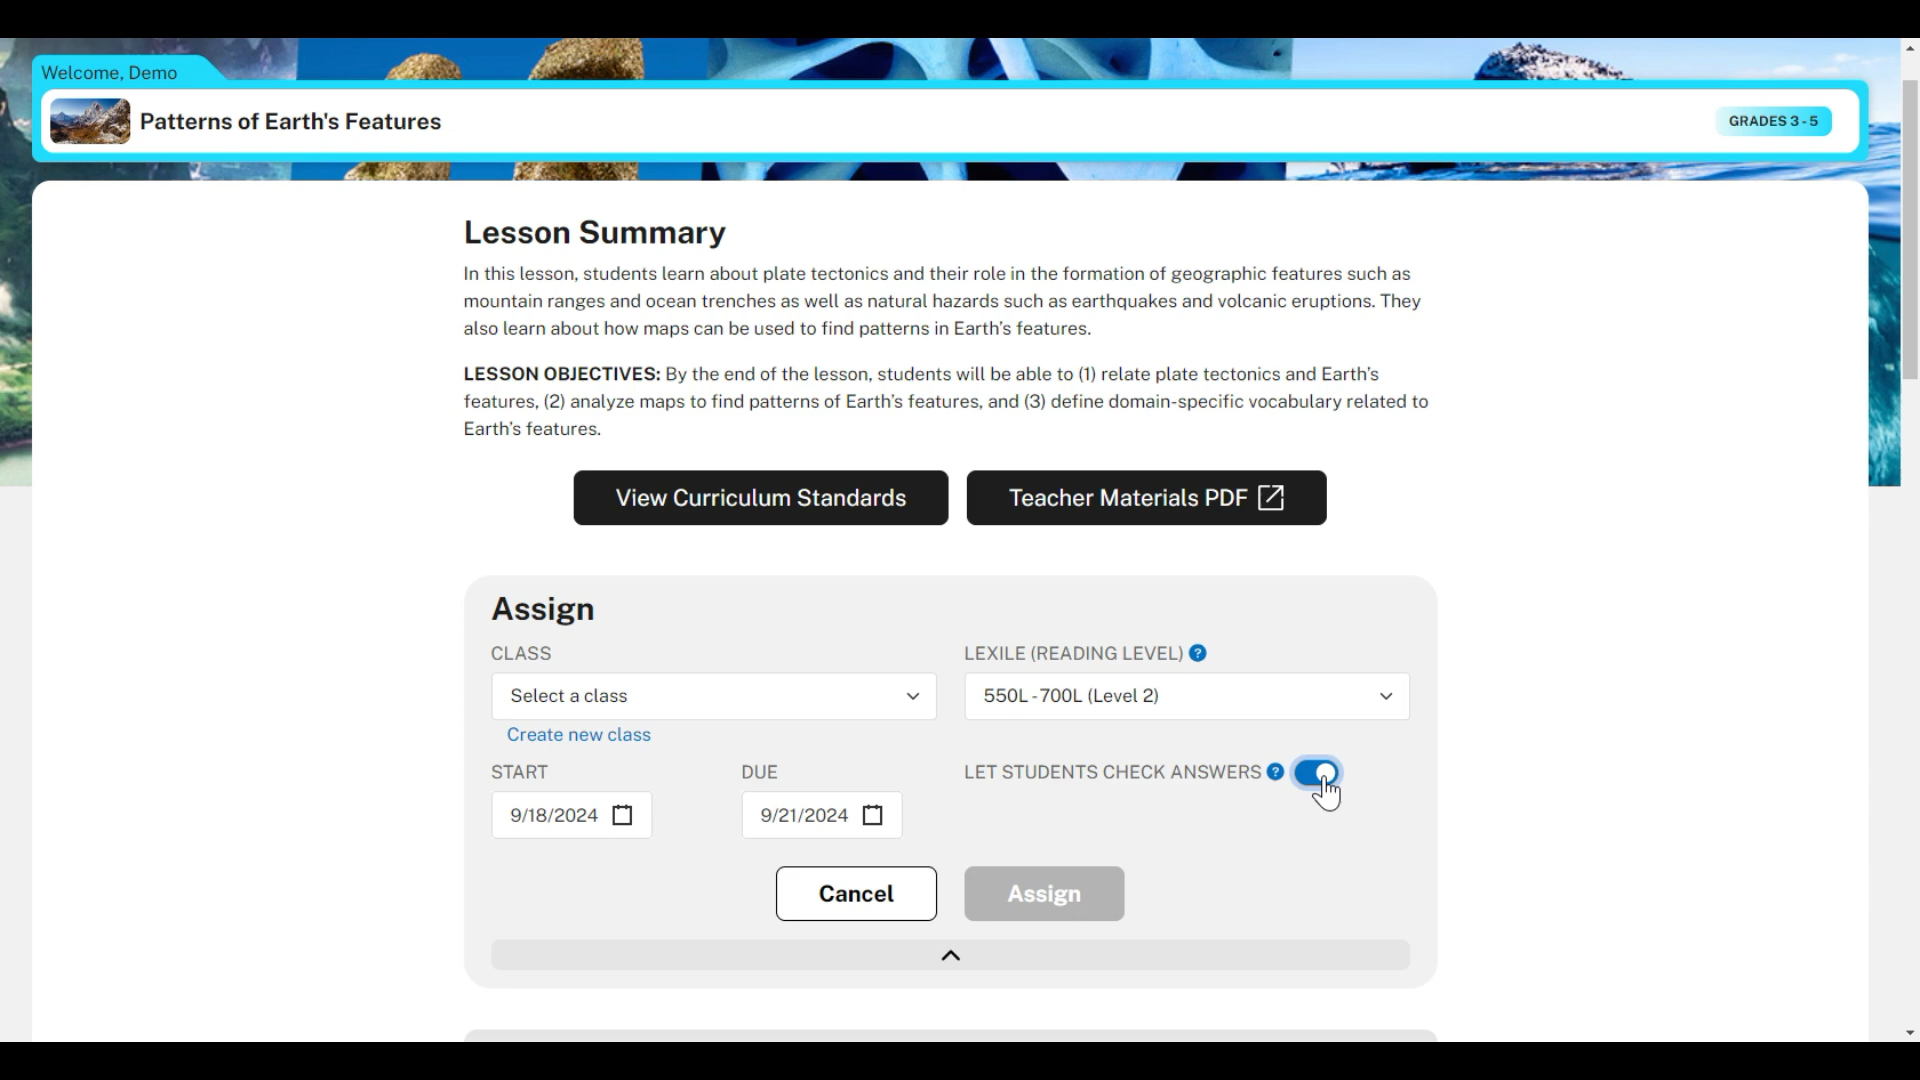 Welcome, Demo
Patterns of Earth's Features
GRADES 3 - 5
Lesson Summary
In this lesson, students learn about plate tectonics and their role in the formation of geographic features such as
mountain ranges and ocean trenches as well as natural hazards such as earthquakes and volcanic eruptions. They
also learn about how maps can be used to find patterns in Earth's features.
LESSON OBJECTIVES: By the end of the lesson, students will be able to (1) relate plate tectonics and Earth's
features, (2) analyze maps to find patterns of Earth's features, and (3) define domain-specific vocabulary related to
Earth's features.
View Curriculum Standards
Teacher Materials PDF
Assign
CLASS
LEXILE (READING LEVEL) ?
Select a class
550L - 700L (Level 2)
Create new class
START
DUE
LET STUDENTS CHECK ANSWERS ?
9/18/2024
9/21/2024
Cancel
Assign